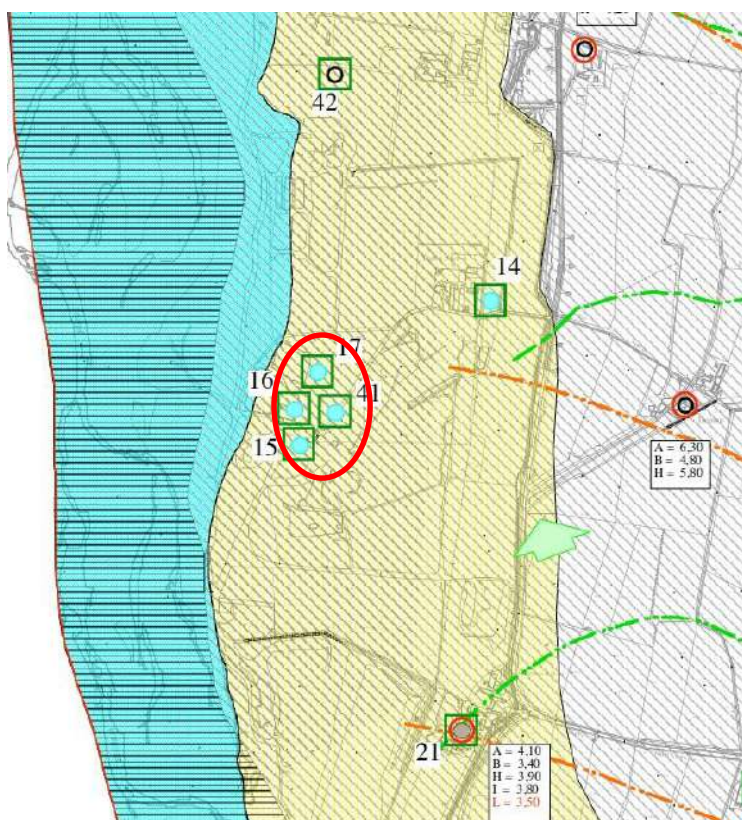 42
14
17
16
41
15
A = 6,30
B = 4,80
H = 5,80
21
A = 4,10
B = 3,40
H = 3,90
I = 3,80
L = 3,50